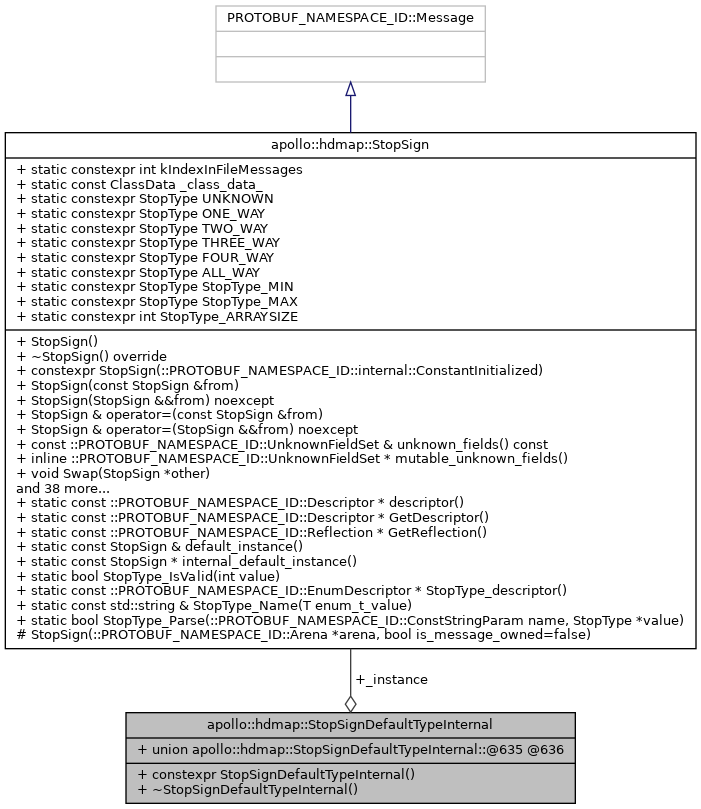 PROTOBUF_NAMESPACE_ID::Message
apollo::hdmap::StopSign
+ static constexpr int kIndexInFileMessages
+ static const ClassData _class_data_
+ static constexpr StopType UNKNOWN
+ static constexpr StopType ONE_WAY
+ static constexpr StopType TWO_WAY
+ static constexpr StopType THREE_WAY
+ static constexpr StopType FOUR_WAY
+ static constexpr StopType ALL_WAY
+ static constexpr StopType StopType_MIN
+ static constexpr StopType StopType_MAX
+ static constexpr int StopType_ARRAYSIZE
+ StopSign()
+ ~StopSign() override
+ constexpr StopSign(::PROTOBUF_NAMESPACE_ID::internal::ConstantInitialized)
+ StopSign(const StopSign &from)
+ StopSign(StopSign &&from) noexcept
+ StopSign & operator=(const StopSign &from)
+ StopSign & operator=(StopSign &&from) noexcept
+ const ::PROTOBUF_NAMESPACE_ID::UnknownFieldSet & unknown_fields() const
+ inline ::PROTOBUF_NAMESPACE_ID::UnknownFieldSet * mutable_unknown_fields()
+ void Swap(StopSign *other)
and 38 more...
+ static const ::PROTOBUF_NAMESPACE_ID::Descriptor * descriptor()
+ static const ::PROTOBUF_NAMESPACE_ID::Descriptor * GetDescriptor()
+ static const ::PROTOBUF_NAMESPACE_ID::Reflection * GetReflection()
+ static const StopSign & default_instance()
+ static const StopSign * internal_default_instance()
+ static bool StopType_IsValid(int value)
+ static const ::PROTOBUF_NAMESPACE_ID::EnumDescriptor * StopType_descriptor()
+ static const std::string & StopType_Name(T enum_t_value)
+ static bool StopType_Parse(::PROTOBUF_NAMESPACE_ID::ConstStringParam name, StopType *value)
# StopSign(::PROTOBUF_NAMESPACE_ID::Arena *arena, bool is_message_owned=false)
+_instance
apollo::hdmap::StopSignDefaultTypeInternal
+ union apollo::hdmap::StopSignDefaultTypeInternal::@635 @636
+ constexpr StopSignDefaultTypeInternal()
+ ~StopSignDefaultTypeInternal()